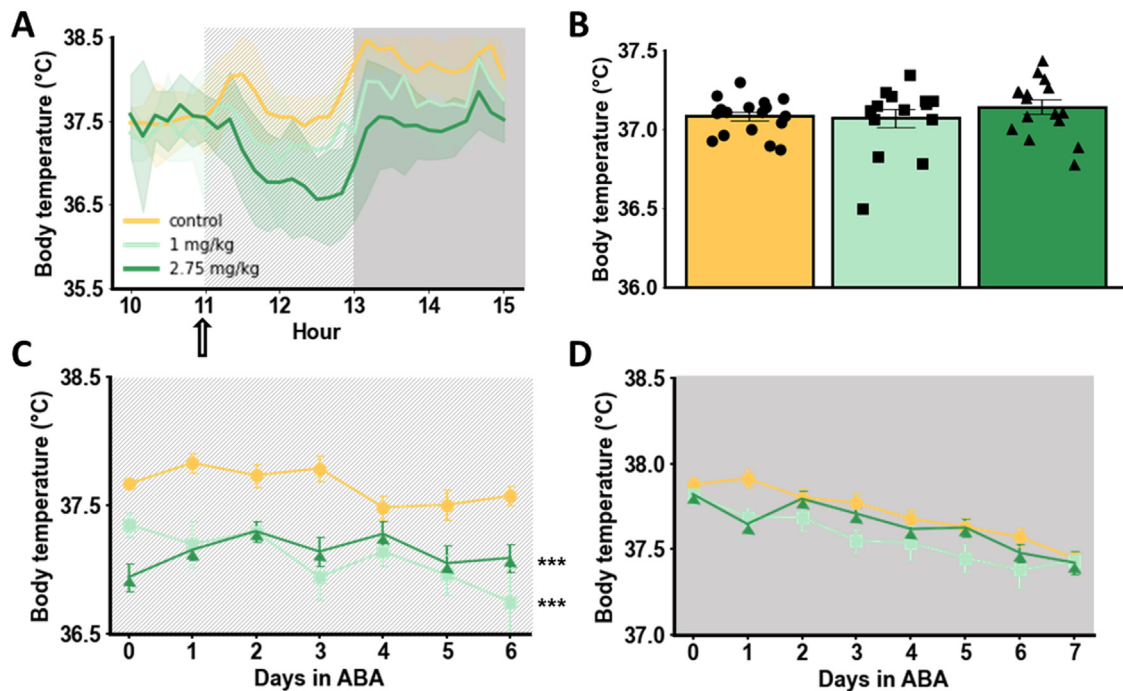 A
Body temperature (°C)
38.5
37.5
36.5
35.5
control
1 mg/kg
2.75 mg/kg
10 11 12 13 14 15
Hour
B
Body temperature (°C)
37.5
37.0
36.5
36.0
C
Body temperature (°C)
38.5
37.5
36.5
***
***
0 1 2 3 4 5 6
Days in ABA
D
Body temperature (°C)
38.5
38.0
37.5
37.0
0 1 2 3 4 5 6 7
Days in ABA